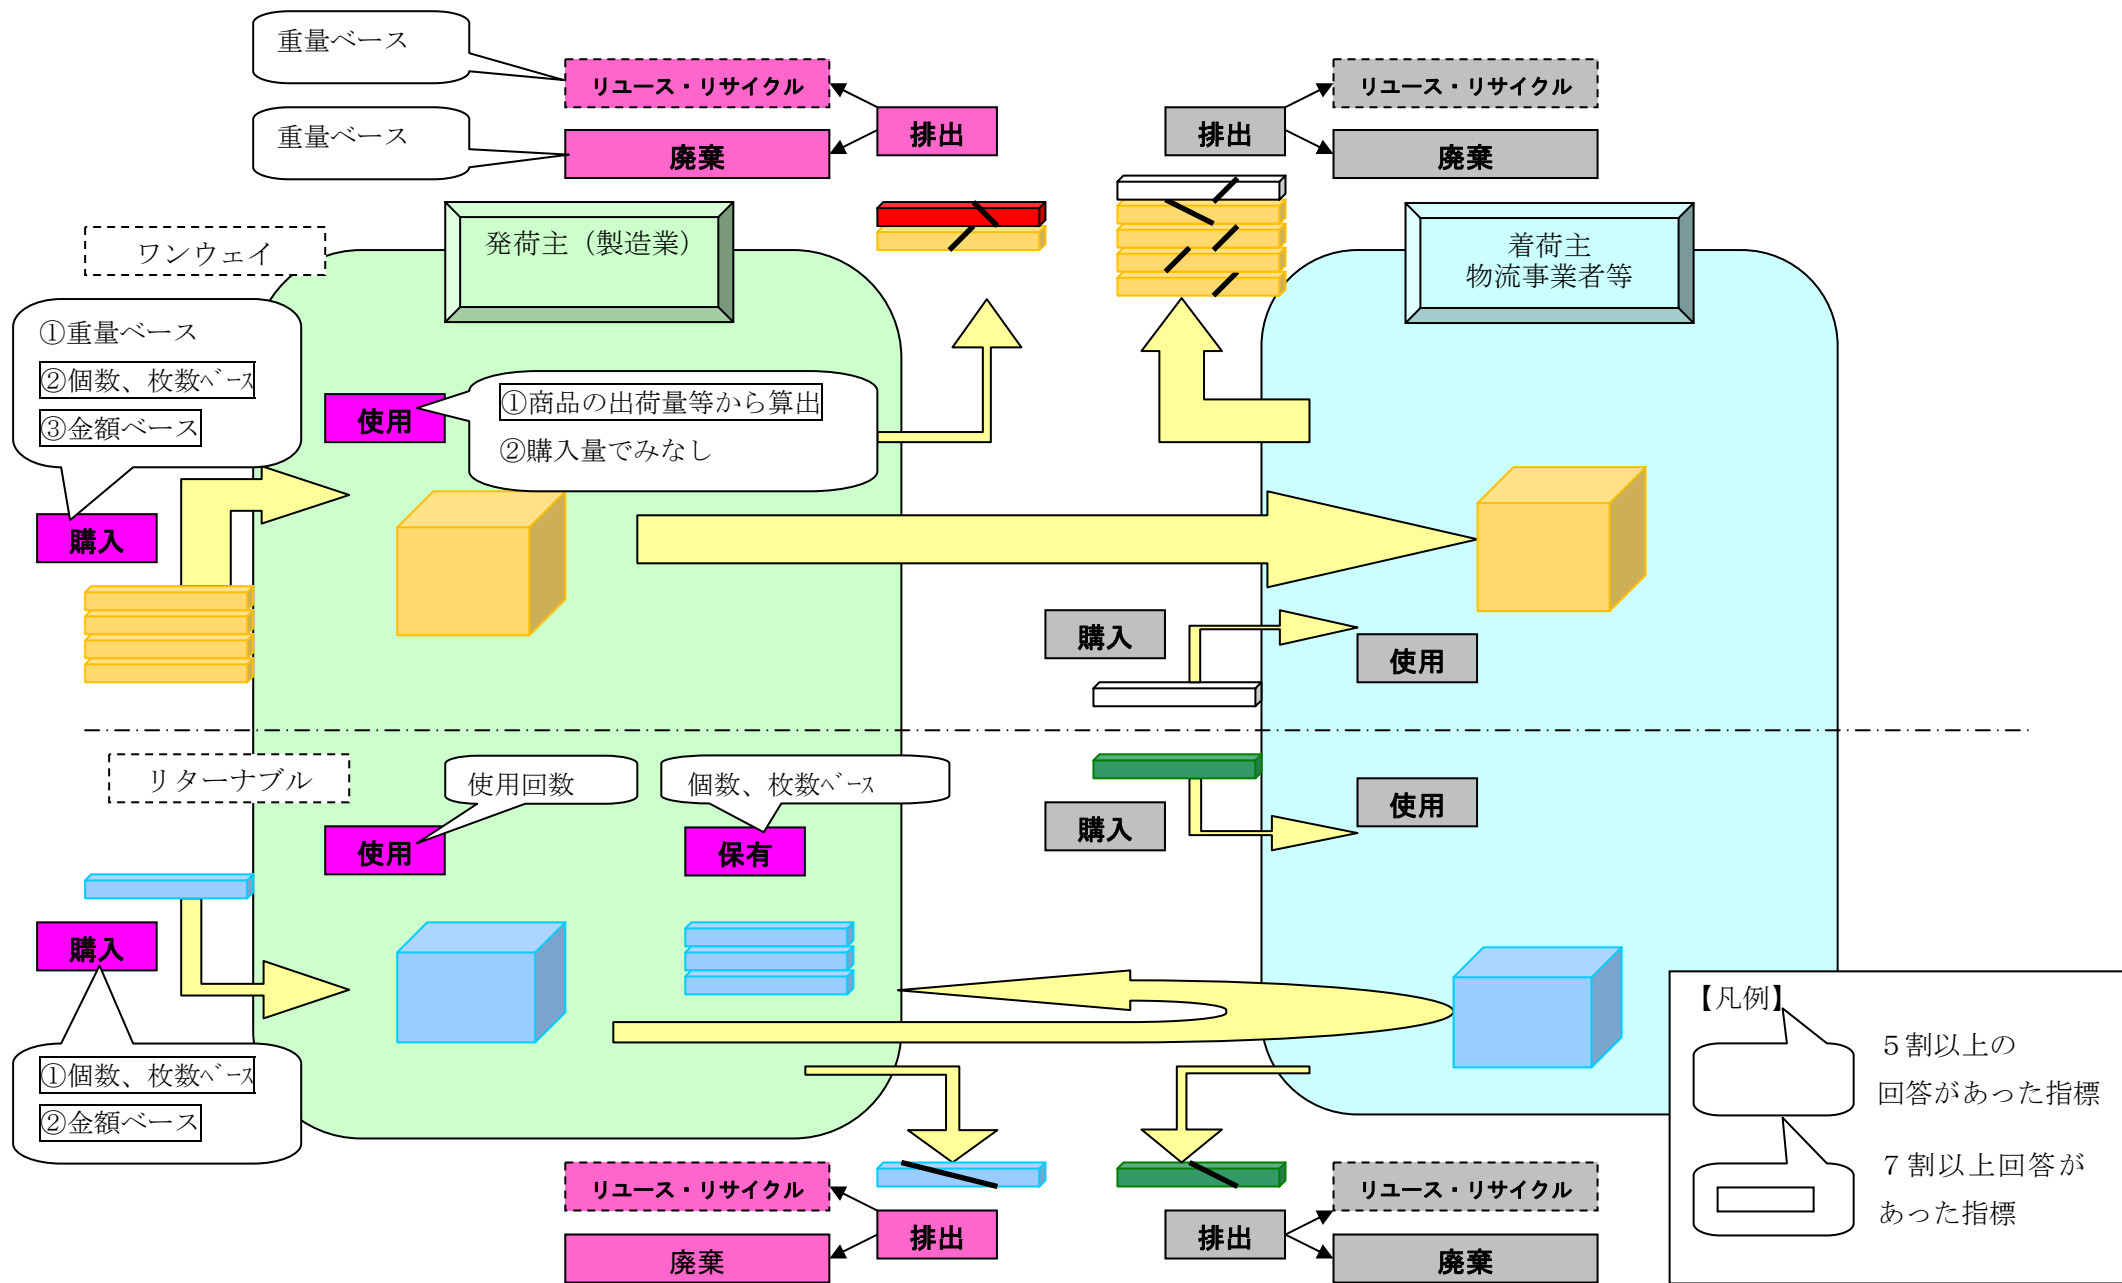 重量ベース
リユース・リサイクル
リユース・リサイクル
排出
排出
重量ベース
廃棄
廃棄
ワンウェイ
発荷主（製造業）
着荷主
物流事業者等
①重量ベース
②個数、枚数ﾍﾞｰｽ
③金額ベース
使用
①商品の出荷量等から算出
②購入量でみなし
購入
購入
使用
リターナブル
使用回数
個数、枚数ﾍﾞｰｽ
使用
購入
使用
保有
購入
①個数、枚数ﾍﾞｰｽ
②金額ベース
【凡例】
５割以上の
回答があった指標
７割以上回答が
あった指標
リユース・リサイクル
リユース・リサイクル
排出
排出
廃棄
廃棄